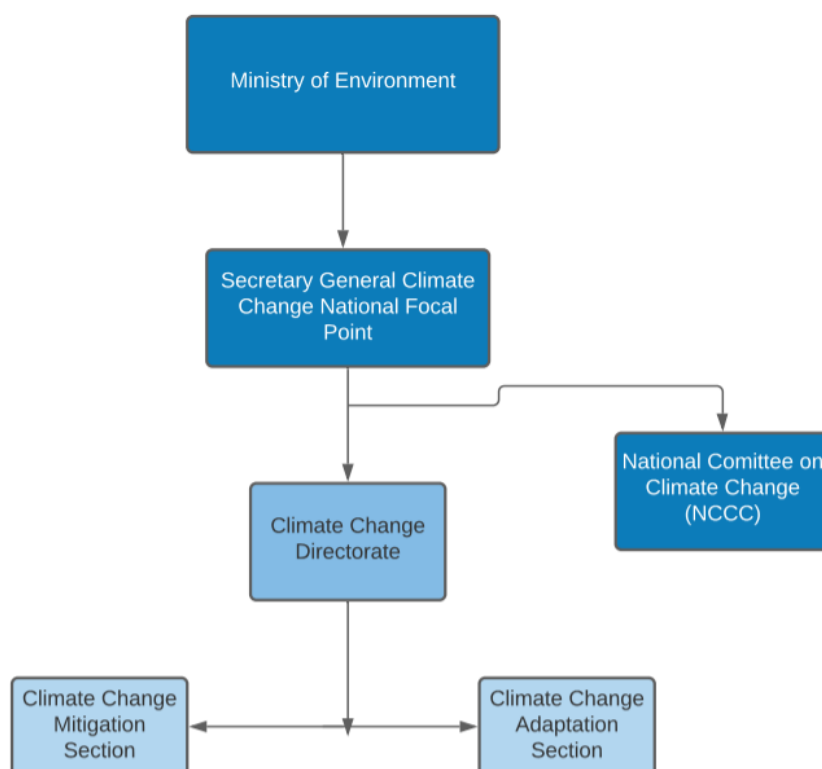 Ministry of Environment
Secretary General Climate
Change National Focal
Point
National Comittee on
Climate Change
(NCCC)
Climate Change
Directorate
Climate Change
Mitigation
Section
Climate Change
Adaptation
Section